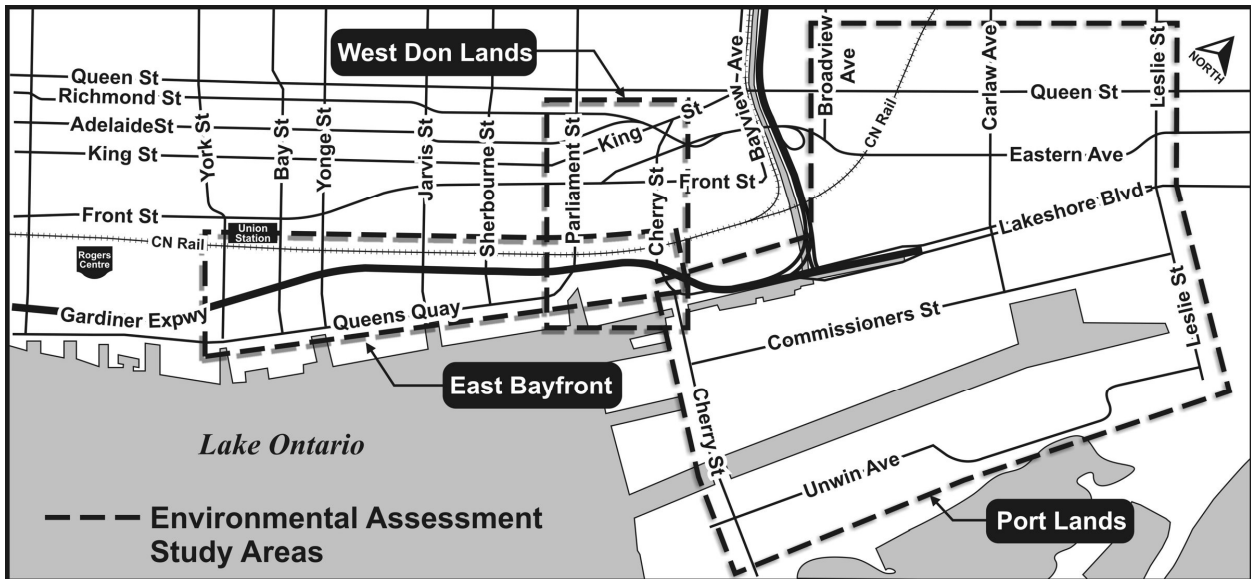 West Don Lands
Queen St
Richmond St
AdelaideSt
King St
Front St
CN Rail
Union
Station
Rogers
Centre
York St
Bay St
Yonge St
Jarvis St
Sherbourne St
Parliament St
King St
Cherry St
Front St
Bayview Ave
Broadview
Ave
CN Rail
Carlaw Ave
Leslie St
NORTH
Queen St
Eastern Ave
Lakeshore Blvd
Gardiner Expwy
Queens Quay
East Bayfront
Commissioners St
Leslie St
Cherry St
Unwin Ave
Port Lands
Lake Ontario
Environmental Assessment
Study Areas